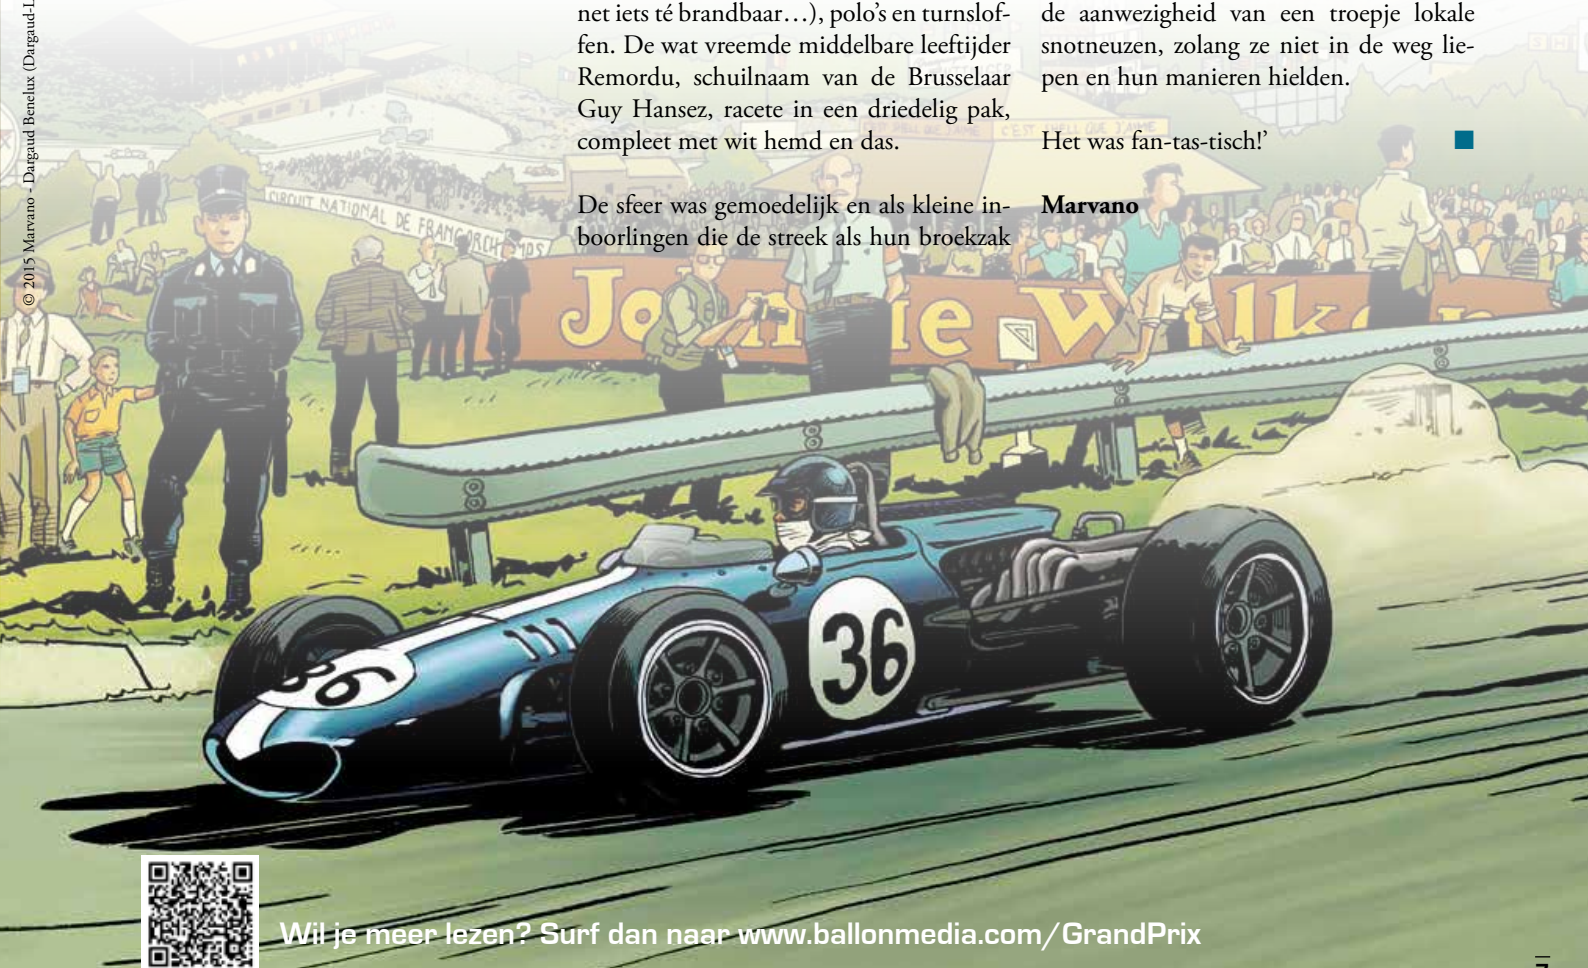 © 2015 Marvano - Dargaud Benelux (Dargaud-L
net iets té brandbaar…), polo’s en turnslof-
fen. De wat vreemde middelbare leeftijder
Remordu, schuilnaam van de Brusselaar
Guy Hansez, racete in een driedelig pak,
compleet met wit hemd en das.
De sfeer was gemoedelijk en als kleine in-
boorlingen die de streek als hun broekzak
de aanwezigheid van een troepje lokale
snotneuzen, zolang ze niet in de weg lie-
pen en hun manieren hielden.
Het was fan-tas-tisch!’
Marvano
C'EST SHELL QUE J'AIME
CIRCUIT NATIONAL DE FRANCORCHAMPS
36
36
Wil je meer lezen? Surf dan naar www.ballonmedia.com/GrandPrix